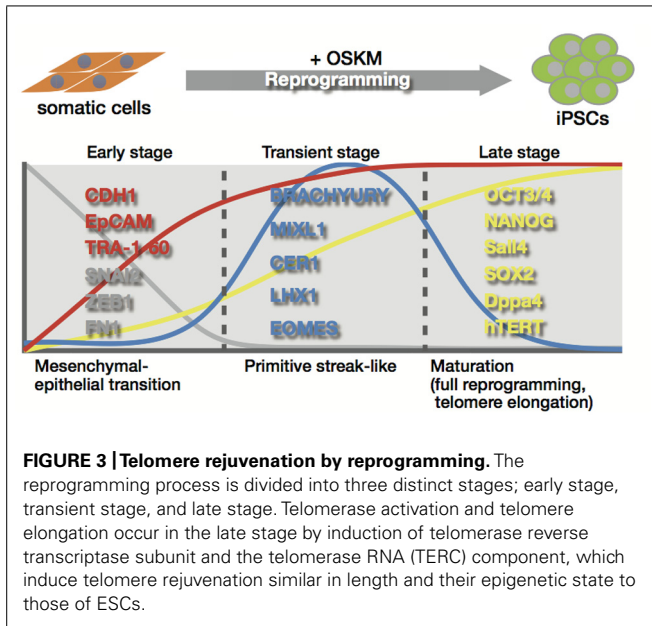 + OSKM
Reprogramming
somatic cells
iPSCs
Early stage
Transient stage
Late stage
CDH1
EpCAM
TRA-1-60
SNAI2
ZEB1
FN1
BRACHYURY
MIXL1
CER1
LHX1
EOMES
OCT3/4
NANOG
Sall4
SOX2
Dppa4
hTERT
Mesenchymal-
epithelial transition
Primitive streak-like
Maturation
(full reprogramming,
telomere elongation)
FIGURE 3 | Telomere rejuvenation by reprogramming. The
reprogramming process is divided into three distinct stages; early stage,
transient stage, and late stage. Telomerase activation and telomere
elongation occur in the late stage by induction of telomerase reverse
transcriptase subunit and the telomerase RNA (TERC) component, which
induce telomere rejuvenation similar in length and their epigenetic state to
those of ESCs.